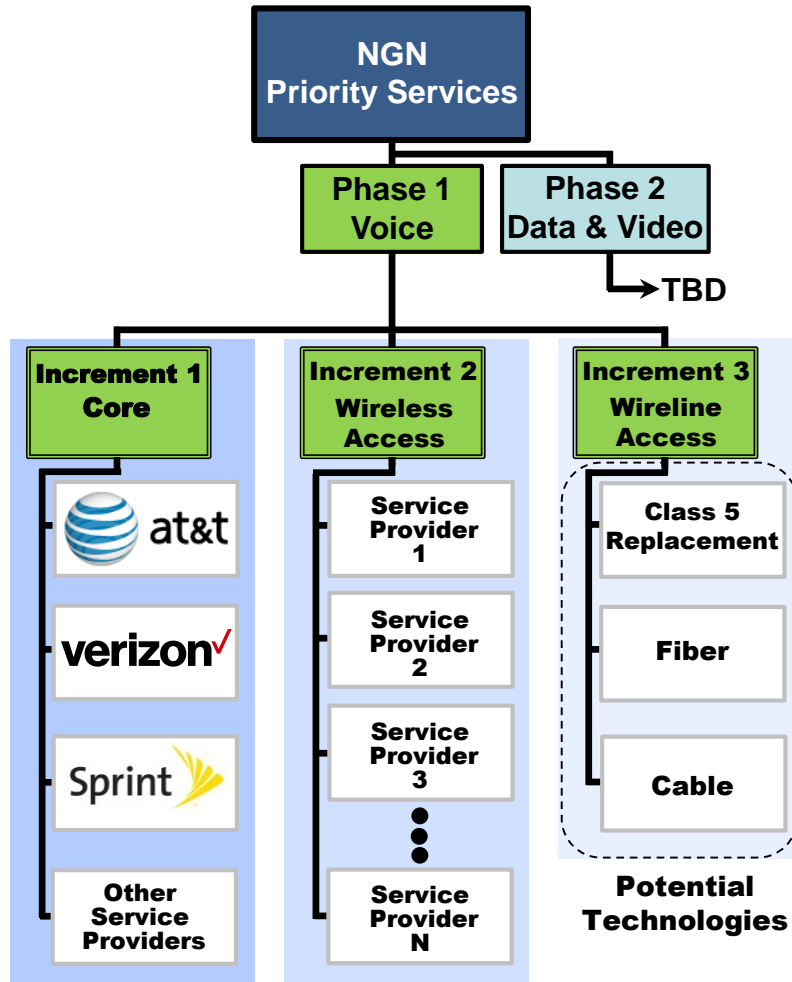 NGN
Priority Services
Phase 1
Voice
Phase 2
Data & Video
TBD
Increment 1
Core
at&t
verizon✓
Sprint
Other
Service
Providers
Increment 2
Wireless
Access
Service
Provider
1
Service
Provider
2
Service
Provider
3
Service
Provider
N
Increment 3
Wireline
Access
Class 5
Replacement
Fiber
Cable
Potential
Technologies